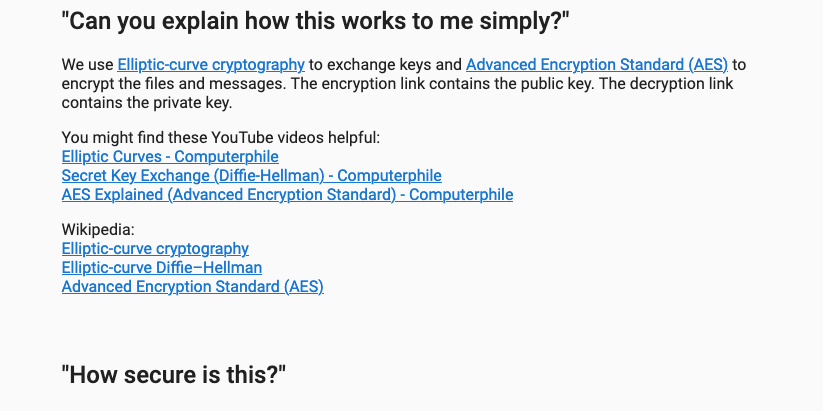 "Can you explain how this works to me simply?"
We use Elliptic-curve cryptography to exchange keys and Advanced Encryption Standard (AES) to
encrypt the files and messages. The encryption link contains the public key. The decryption link
contains the private key.
You might find these YouTube videos helpful:
Elliptic Curves - Computerphile
Secret Key Exchange (Diffie-Hellman) - Computerphile
AES Explained (Advanced Encryption Standard) - Computerphile
Wikipedia:
Elliptic-curve cryptography
Elliptic-curve Diffie–Hellman
Advanced Encryption Standard (AES)
"How secure is this?"